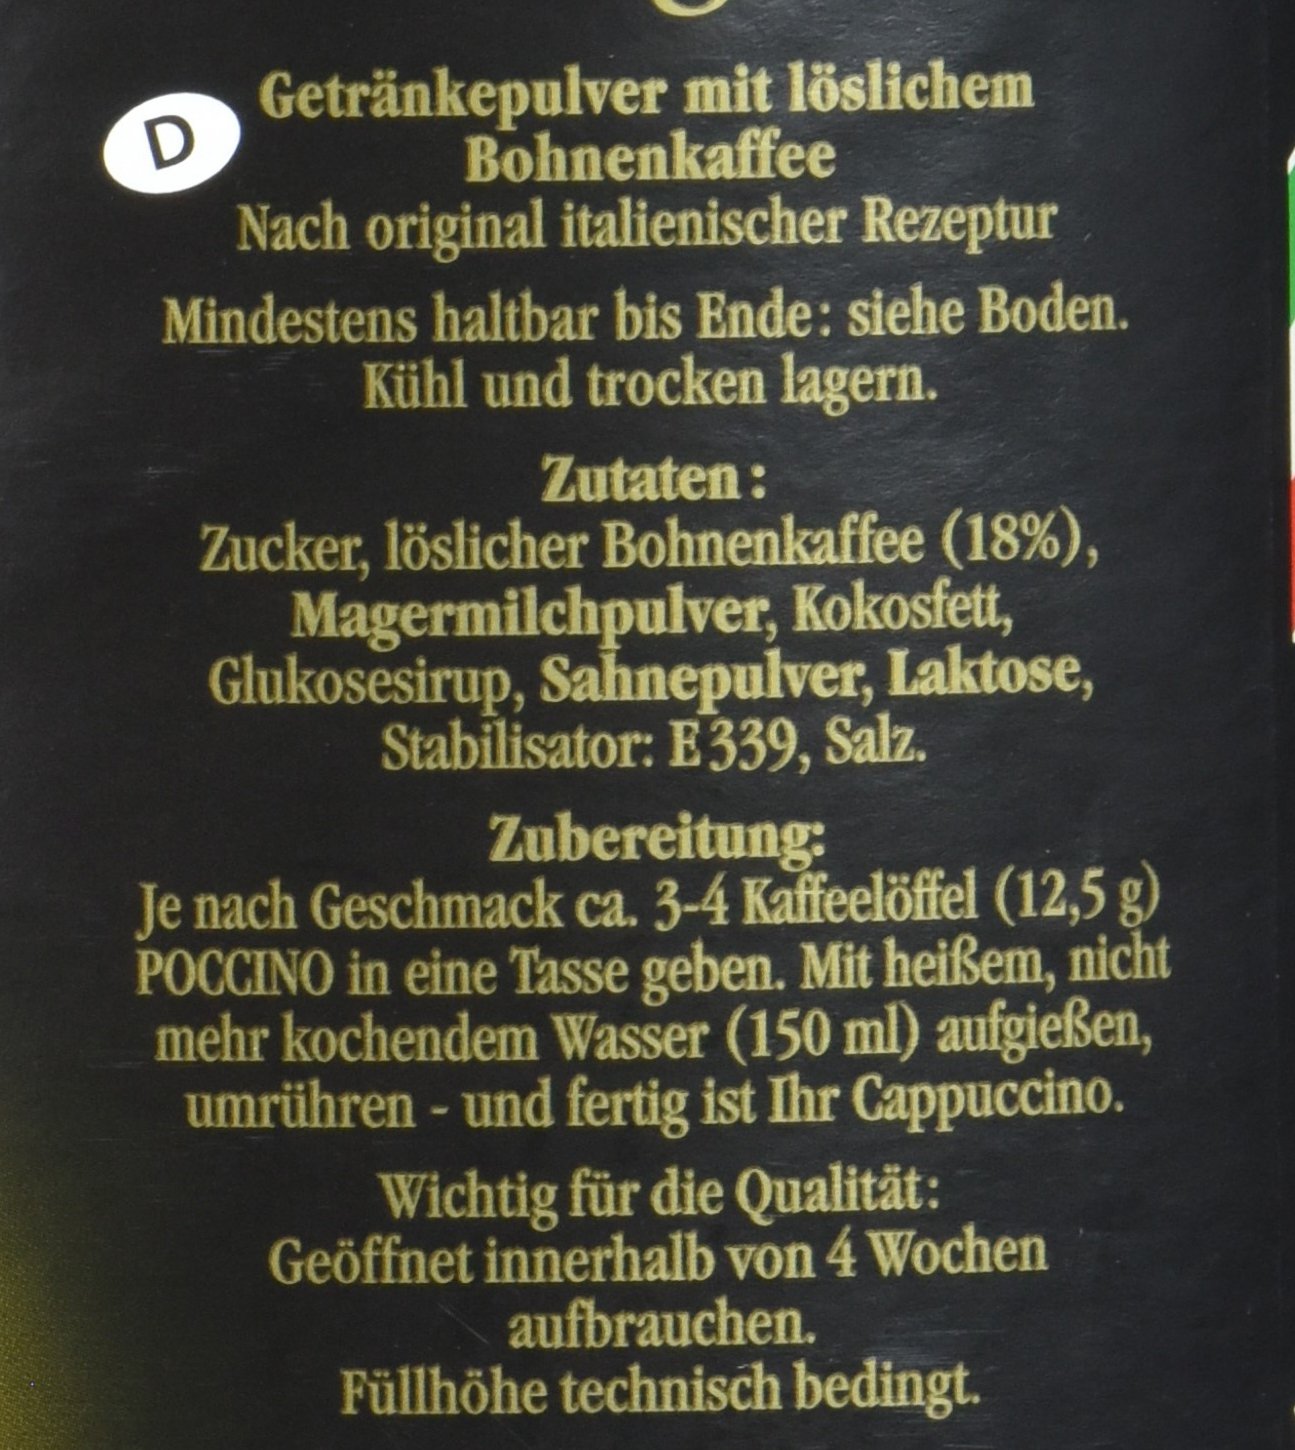 D
Getränkepulver mit löslichem
Bohnenkaffee
Nach original italienischer Rezeptur
Mindestens haltbar bis Ende: siehe Boden.
Kühl und trocken lagern.
Zutaten:
Zucker, löslicher Bohnenkaffee (18%),
Magermilchpulver, Kokosfett,
Glukosesirup, Sahnepulver, Laktose,
Stabilisator: E 339, Salz.
Zubereitung:
Je nach Geschmack ca. 3-4 Kaffeelöffel (12,5 g)
POCCINO in eine Tasse geben. Mit heißem, nicht
mehr kochendem Wasser (150 ml) aufgießen,
umrühren - und fertig ist Ihr Cappuccino.
Wichtig für die Qualität:
Geöffnet innerhalb von 4 Wochen
aufbrauchen.
Füllhöhe technisch bedingt.